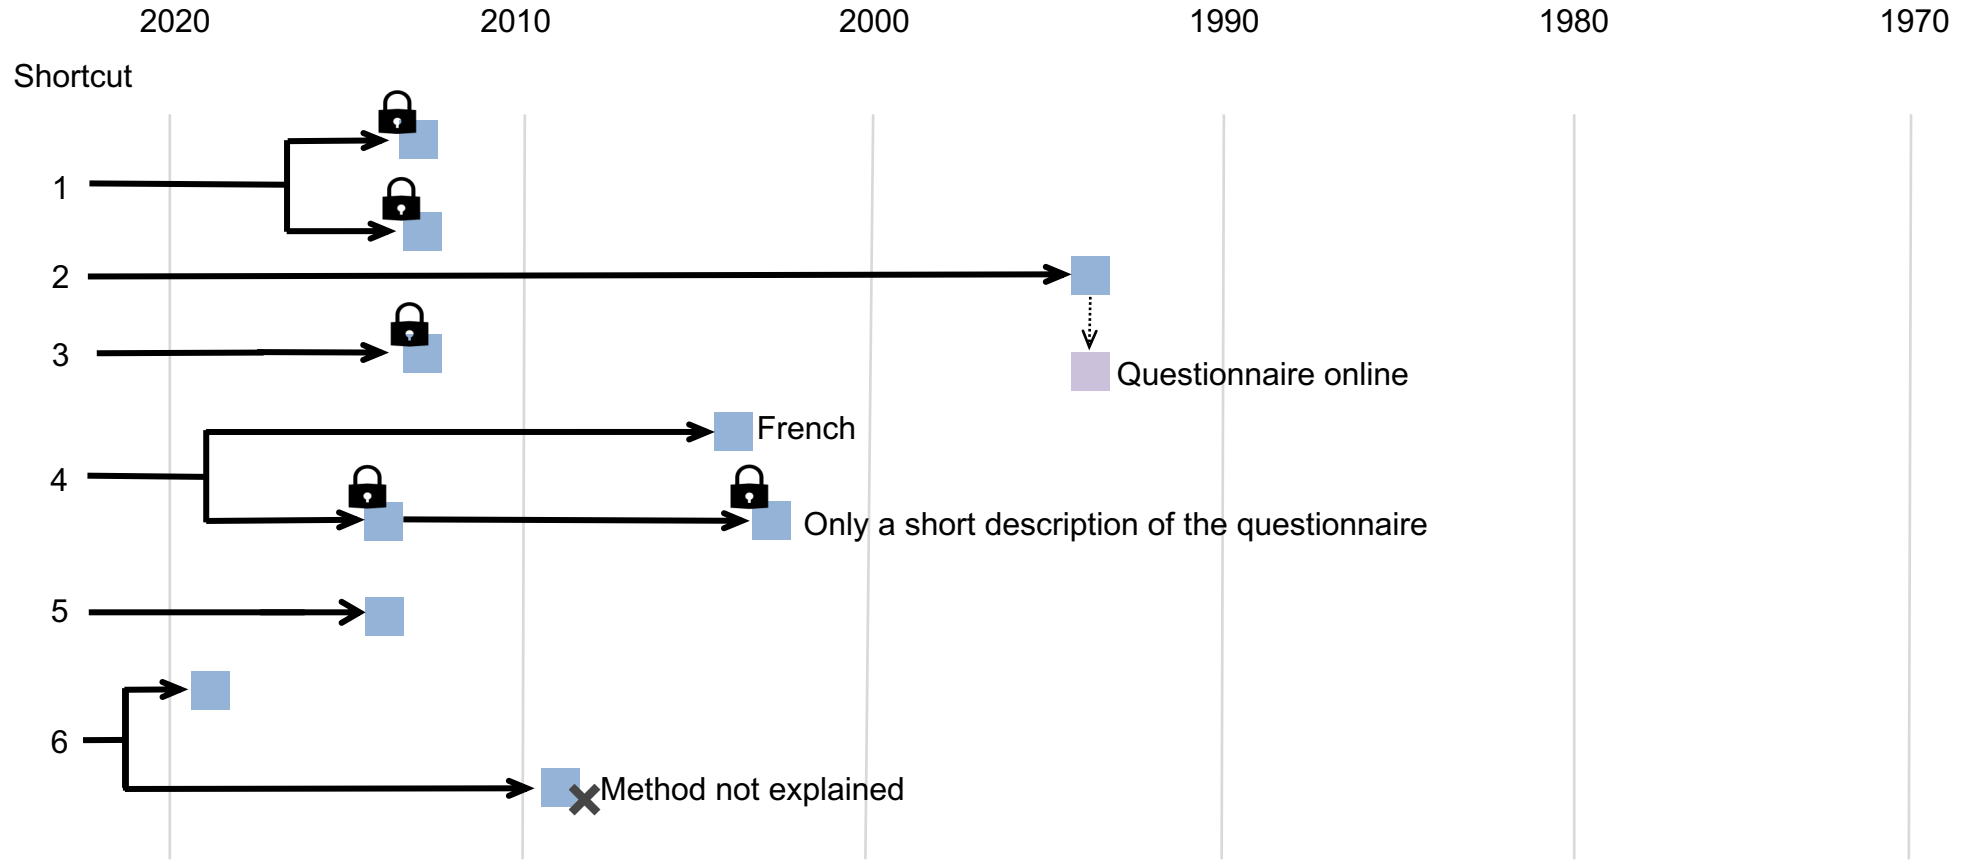 2020 2010 2000 1990 1980 1970
Shortcut
1
2
3
Questionnaire online
French
4
Only a short description of the questionnaire
5
6
Method not explained